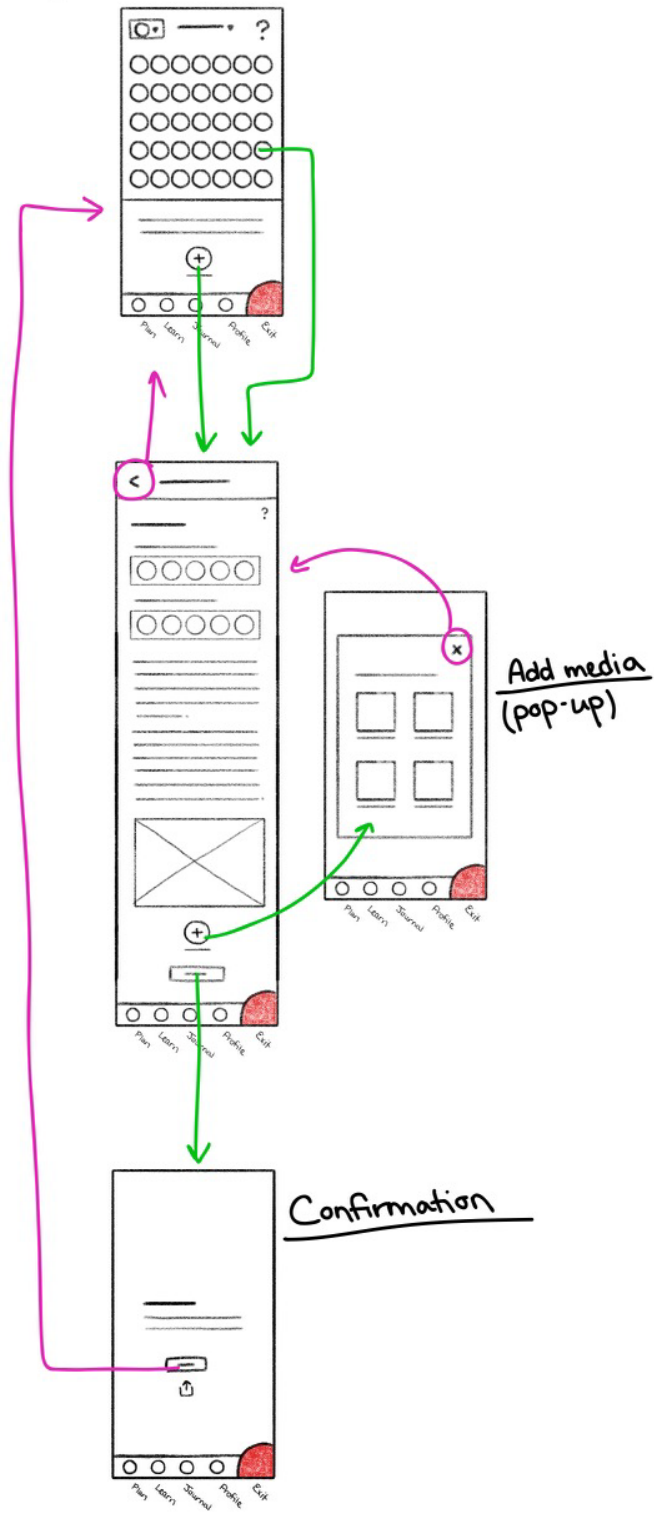 ?
+
Plan Learn Journal Profile Exit
<
?
x
Add media
(pop-up)
+
Plan Learn Journal Profile Exit
Plan Learn Journal Profile Exit
Confirmation
Plan Learn Journal Profile Exit